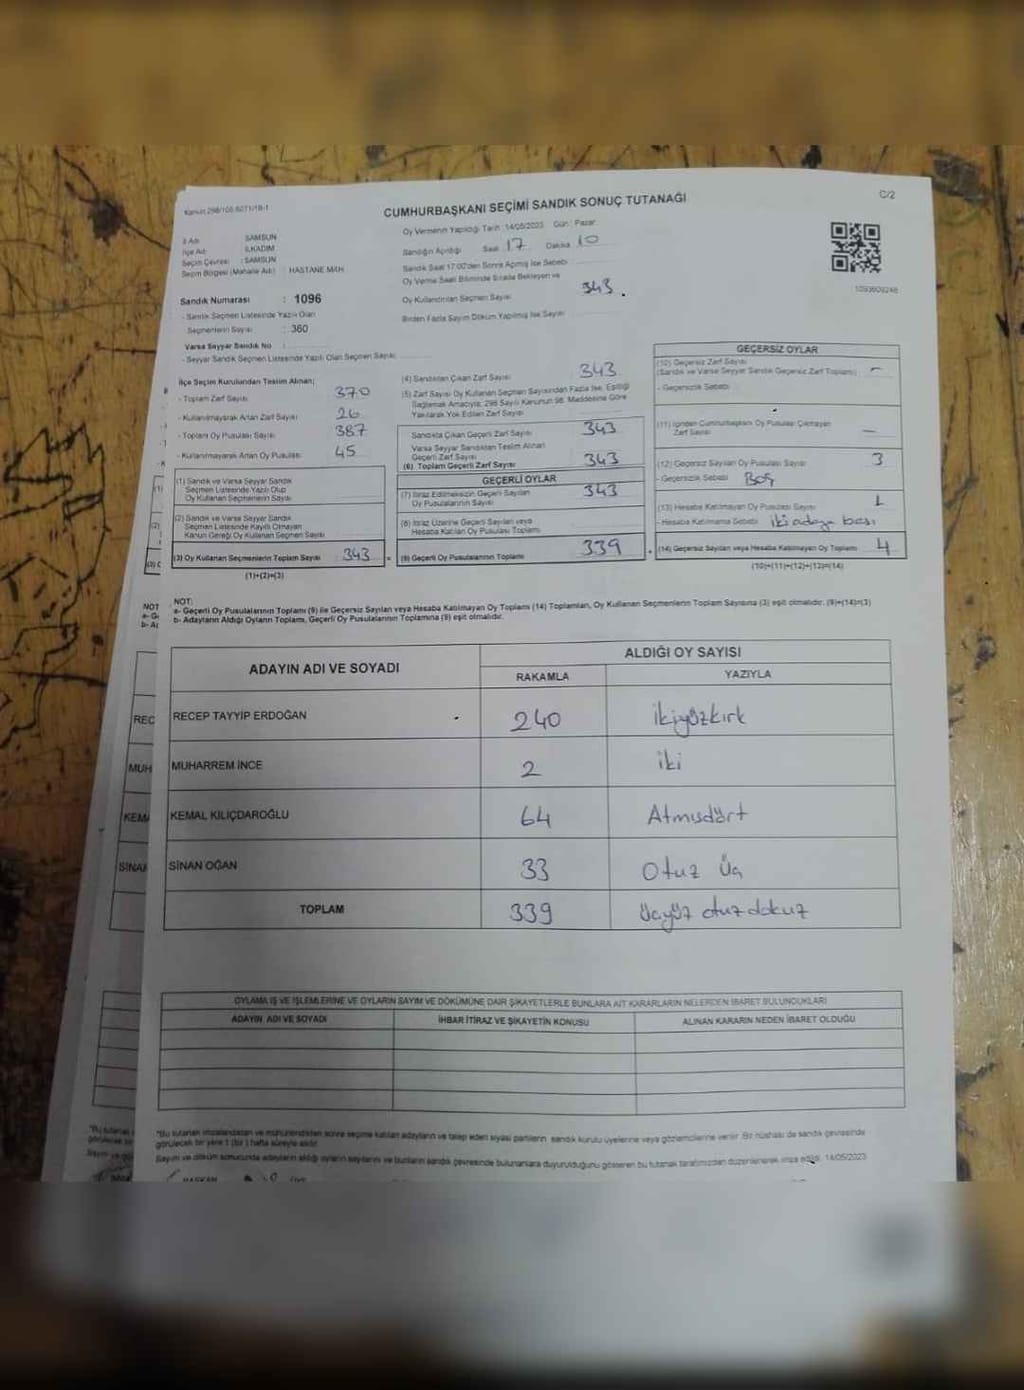 Kanun 298/105 6271/19-1
C/2
CUMHURBAŞKANI SEÇİMİ SANDIK SONUÇ TUTANAĞI
İl Adı SAMSUN
İlçe Adı İLKADIM
Seçim Çevresi : SAMSUN
Seçim Bölgesi (Mahalle Adı) : HASTANE MAH.
Sandık Numarası : 1096
- Sandık Seçmen Listesinde Yazılı Olan
Seçmenlerin Sayısı : 360
Varsa Seyyar Sandık No :
- Seyyar Sandık Seçmen Listesinde Yazılı Olan Seçmen Sayısı
Oy Vermenin Yapıldığı Tarih : 14/05/2023 Gün : Pazar
Sandığın Açıldığı Saat 17 Dakika 10
Sandık Saat 17:00'den Sonra Açılmış İse Sebebi
Oy Verme Saati Bitiminde Sırada Bekleyen ve
Oy Kullandırılan Seçmen Sayısı 343
Birden Fazla Sayım Döküm Yapılmış İse Sayısı
1093609248
İlçe Seçim Kurulundan Teslim Alınan;
- Toplam Zarf Sayısı 370
- Kullanılmayarak Artan Zarf Sayısı 26
- Toplam Oy Pusulası Sayısı 387
- Kullanılmayarak Artan Oy Pusulası 45
(1) Sandık ve Varsa Seyyar Sandık
Seçmen Listesinde Yazılı Olup
Oy Kullanan Seçmenlerin Sayısı
(2) Sandık ve Varsa Seyyar Sandık
Seçmen Listesinde Kayıtlı Olmayan
Kanun Gereği Oy Kullanan Seçmen Sayısı
(3) Oy Kullanan Seçmenlerin Toplam Sayısı 343 =
(1)+(2)=(3)
(4) Sandıktan Çıkan Zarf Sayısı 343
(5) Zarf Sayısı Oy Kullanan Seçmen Sayısından Fazla İse, Eşitliği
Sağlamak Amacıyla, 298 Sayılı Kanunun 98. Maddesine Göre
Yakılarak Yok Edilen Zarf Sayısı
Sandıkta Çıkan Geçerli Zarf Sayısı 343
Varsa Seyyar Sandıktan Teslim Alınan
Geçerli Zarf Sayısı
(6) Toplam Geçerli Zarf Sayısı 343
GEÇERLİ OYLAR
(7) İtiraz Edilmeksizin Geçerli Sayılan 343
Oy Pusulalarının Sayısı
(8) İtiraz Üzerine Geçerli Sayılan veya
Hesaba Katılan Oy Pusulası Toplamı
(9) Geçerli Oy Pusulalarının Toplamı 339
GEÇERSİZ OYLAR
(10) Geçersiz Zarf Sayısı
(Sandık ve Varsa Seyyar Sandık Geçersiz Zarf Toplamı) –
- Geçersizlik Sebebi
(11) İçinden Cumhurbaşkanı Oy Pusulası Çıkmayan
Zarf Sayısı –
(12) Geçersiz Sayılan Oy Pusulası Sayısı 3
- Geçersizlik Sebebi Boş
(13) Hesaba Katılmayan Oy Pusulası Sayısı 1
- Hesaba Katılmama Sebebi iki adaya bası
(14) Geçersiz Sayılan veya Hesaba Katılmayan Oy Toplamı 4
(10)+(11)+(12)+(13)=(14)
NOT:
a- Geçerli Oy Pusulalarının Toplamı (9) ile Geçersiz Sayılan veya Hesaba Katılmayan Oy Toplamı (14) Toplamları, Oy Kullanan Seçmenlerin Toplam Sayısına (3) eşit olmalıdır. (9)+(14)=(3)
b- Adayların Aldığı Oyların Toplamı, Geçerli Oy Pusulalarının Toplamına (9) eşit olmalıdır.
ADAYIN ADI VE SOYADI
ALDIĞI OY SAYISI
RAKAMLA YAZIYLA
RECEP TAYYİP ERDOĞAN 240 ikiyüzkırk
MUHARREM İNCE 2 iki
KEMAL KILIÇDAROĞLU 64 Atmışdört
SİNAN OĞAN 33 Otuz üç
TOPLAM 339 üçyüz otuz dokuz
OYLAMA İŞ VE İŞLEMLERİNE VE OYLARIN SAYIM VE DÖKÜMÜNE DAİR ŞİKAYETLERLE BUNLARA AİT KARARLARIN NELERDEN İBARET BULUNDUKLARI
ADAYIN ADI VE SOYADI İHBAR İTİRAZ VE ŞİKAYETİN KONUSU ALINAN KARARIN NEDEN İBARET OLDUĞU
*Bu tutanak imzalandıktan ve mühürlendikten sonra seçime katılan adayların ve talep eden siyasi partilerin sandık kurulu üyelerine veya gözlemcilerine verilir. Bir nüshası da sandık çevresinde
görülecek bir yere 1 (bir) hafta süreyle asılır.
Sayım ve döküm sonucunda adayların aldığı oyların sayılarını ve bunların sandık çevresinde bulunanlara duyurulduğunu gösteren bu tutanak tarafımızdan düzenlenerek imza edildi. 14/05/2023
BAŞKAN